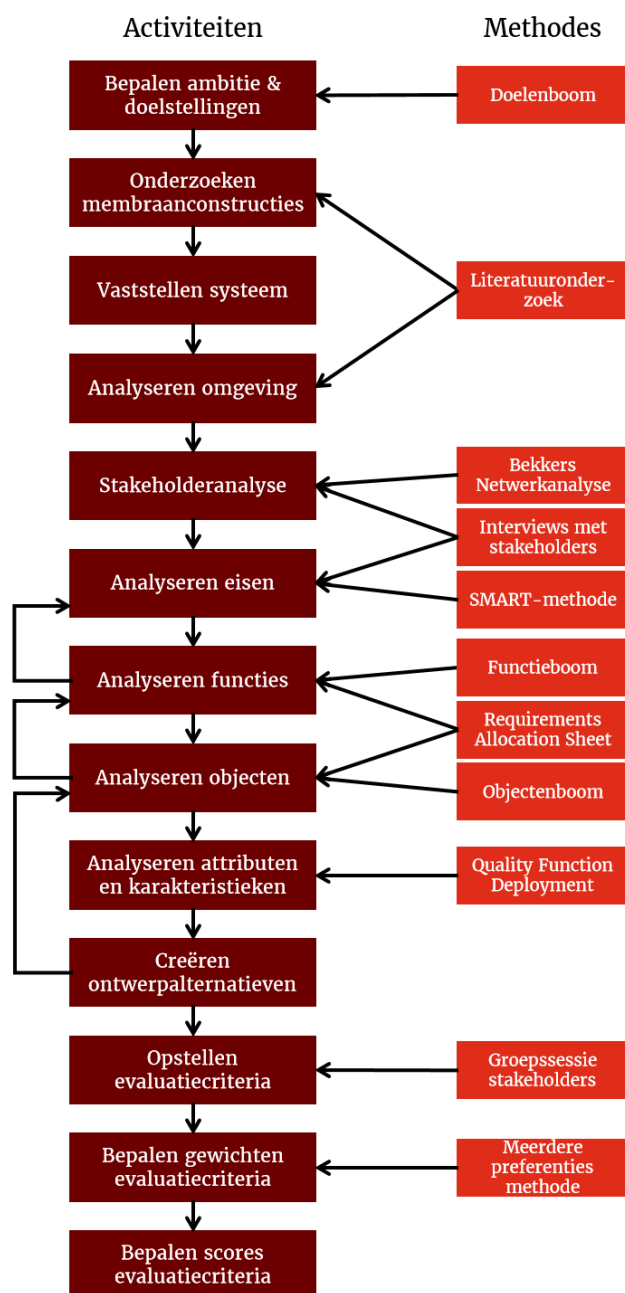 Activiteiten
Methodes
Bepalen ambitie &
doelstellingen
Doelenboom
Onderzoeken
membraanconstructies
Vaststellen systeem
Literatuuronder-
zoek
Analyseren omgeving
Stakeholderanalyse
Bekkers
Netwerkanalyse
Interviews met
stakeholders
Analyseren eisen
SMART-methode
Analyseren functies
Functieboom
Requirements
Allocation Sheet
Analyseren objecten
Objectenboom
Analyseren attributen
en karakteristieken
Quality Function
Deployment
Creëren
ontwerpalternatieven
Opstellen
evaluatiecriteria
Groepssessie
stakeholders
Bepalen gewichten
evaluatiecriteria
Meerdere
preferenties
methode
Bepalen scores
evaluatiecriteria